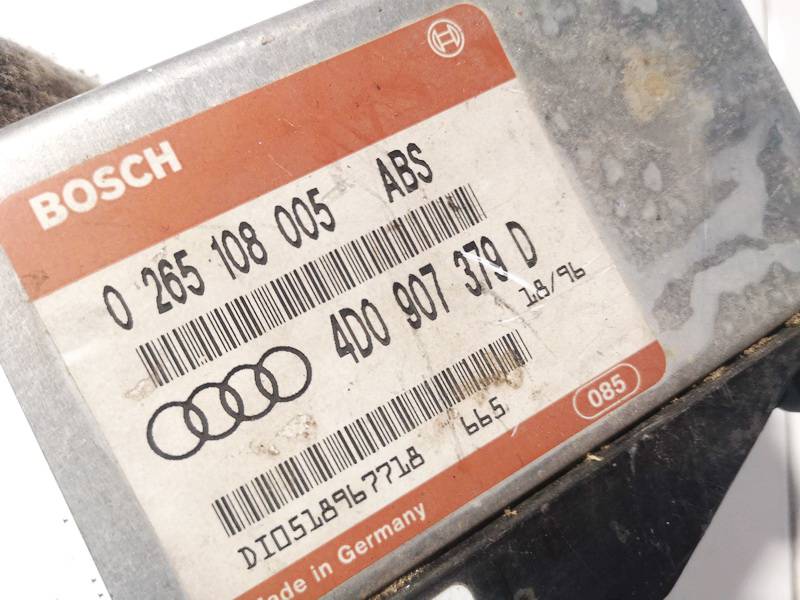 BOSCH
0 265 108 005 ABS
4D0 907 379 D
18/96
665
DI0518967718
085
Made in Germany